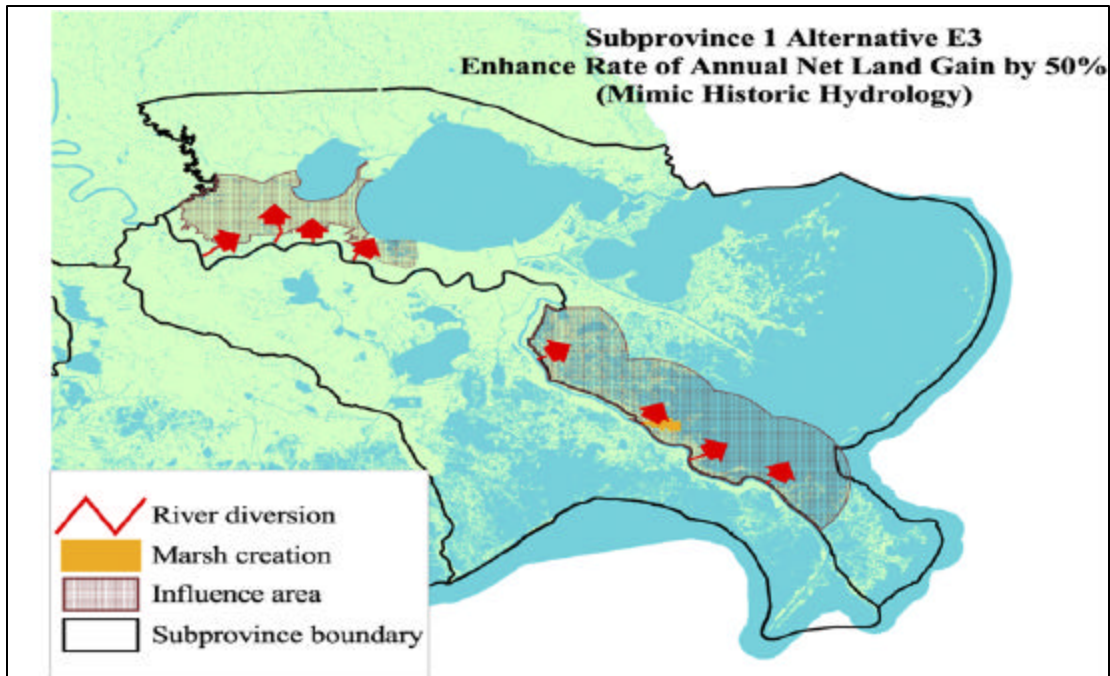 Subprovince 1 Alternative E3
Enhance Rate of Annual Net Land Gain by 50%
(Mimic Historic Hydrology)
River diversion
Marsh creation
Influence area
Subprovince boundary